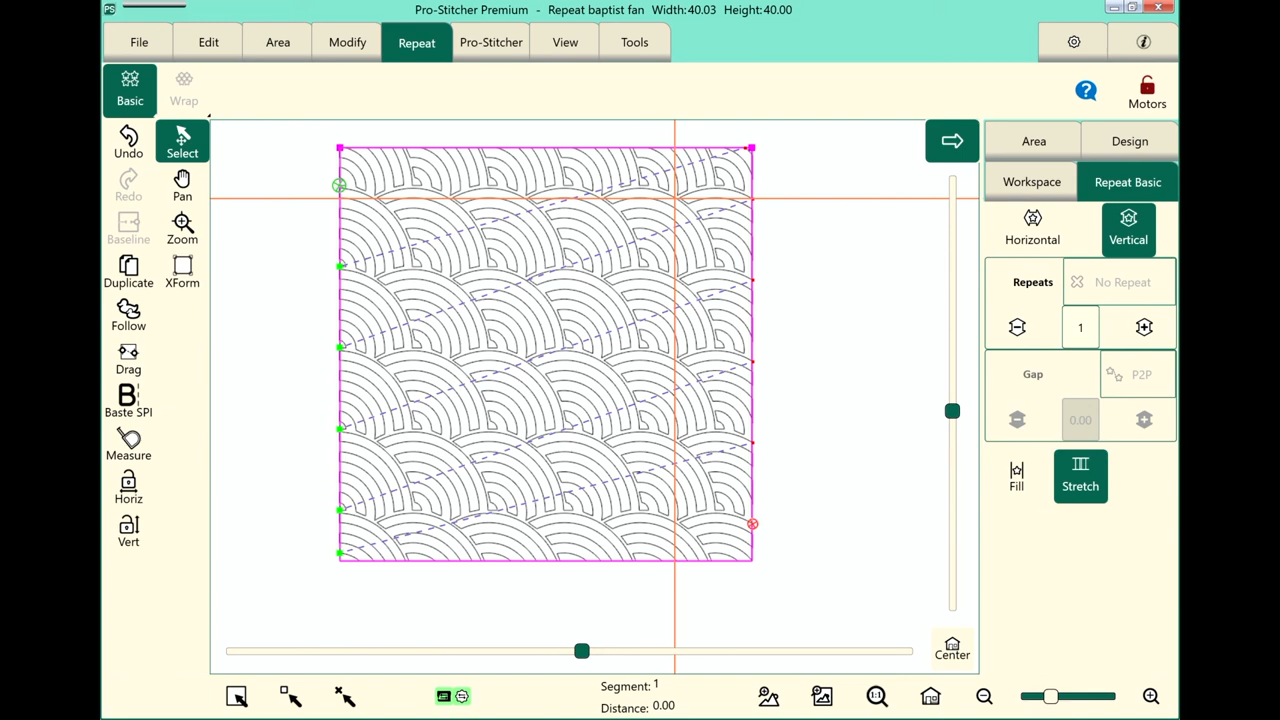 PS
Pro-Stitcher Premium - Repeat baptist fan Width:40.03 Height:40.00
File Edit Area Modify Repeat Pro-Stitcher View Tools
Basic Wrap
Motors
Undo Select
Redo Pan
Baseline Zoom
Duplicate XForm
Follow
Drag
B
Baste SPI
Measure
Horiz
Vert
Area Design
Workspace Repeat Basic
Horizontal Vertical
Repeats No Repeat
1
Gap P2P
0.00
Fill Stretch
Center
Segment: 1
Distance: 0.00
1:1